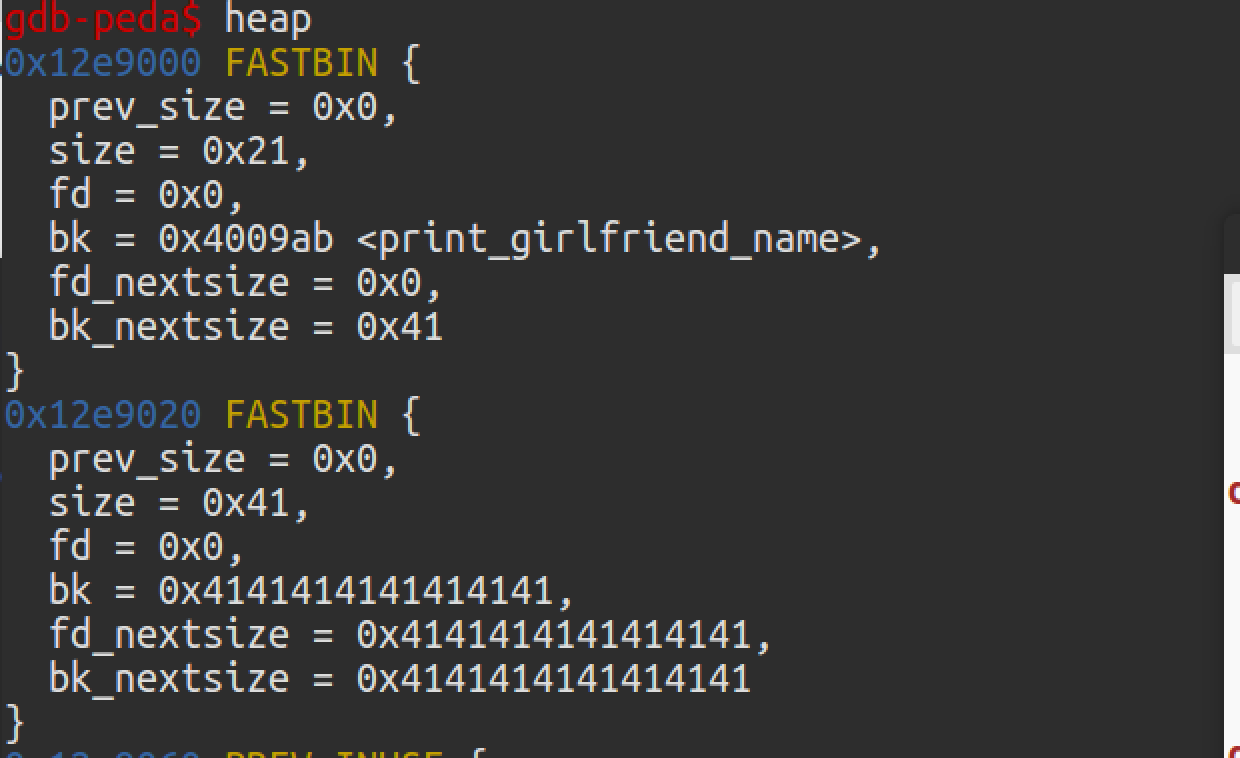 gdb-peda$ heap
0x12e9000 FASTBIN {
  prev_size = 0x0,
  size = 0x21,
  fd = 0x0,
  bk = 0x4009ab <print_girlfriend_name>,
  fd_nextsize = 0x0,
  bk_nextsize = 0x41
}
0x12e9020 FASTBIN {
  prev_size = 0x0,
  size = 0x41,
  fd = 0x0,
  bk = 0x4141414141414141,
  fd_nextsize = 0x4141414141414141,
  bk_nextsize = 0x4141414141414141
}